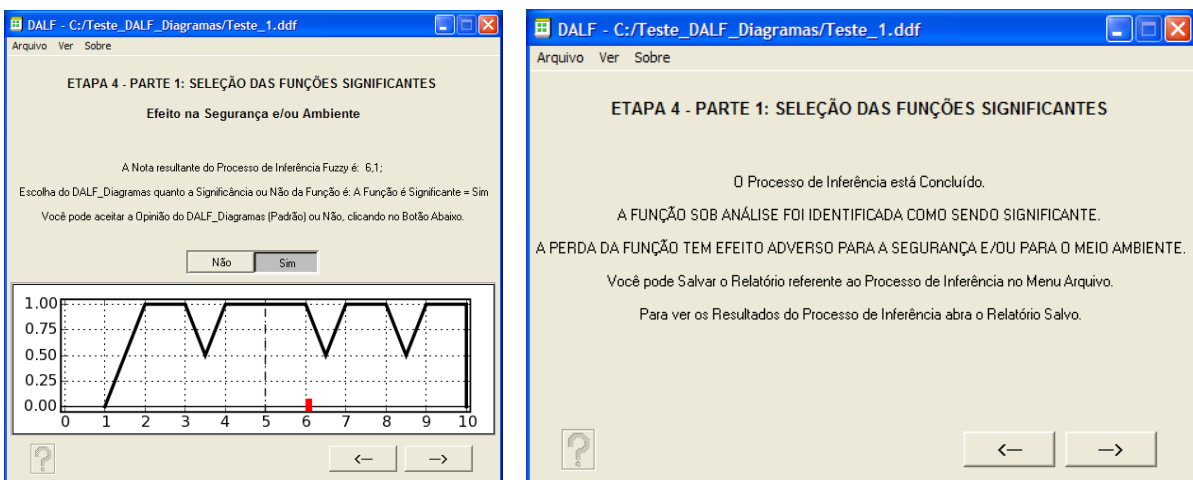 DALF - C:/Teste_DALF_Diagramas/Teste_1.ddf
Arquivo Ver Sobre
ETAPA 4 - PARTE 1: SELEÇÃO DAS FUNÇÕES SIGNIFICANTES
Efeito na Segurança e/ou Ambiente
A Nota resultante do Processo de Inferência Fuzzy é: 6,1;
Escolha do DALF_Diagramas quanto a Significância ou Não da Função é: A Função é Significante = Sim
Você pode aceitar a Opinião do DALF_Diagramas (Padrão) ou Não, clicando no Botão Abaixo.
Não Sim
1.00
0.75
0.50
0.25
0.00
0 1 2 3 4 5 6 7 8 9 10
? <-- -->
DALF - C:/Teste_DALF_Diagramas/Teste_1.ddf
Arquivo Ver Sobre
ETAPA 4 - PARTE 1: SELEÇÃO DAS FUNÇÕES SIGNIFICANTES
O Processo de Inferência está Concluído.
A FUNÇÃO SOB ANÁLISE FOI IDENTIFICADA COMO SENDO SIGNIFICANTE.
A PERDA DA FUNÇÃO TEM EFEITO ADVERSO PARA A SEGURANÇA E/OU PARA O MEIO AMBIENTE.
Você pode Salvar o Relatório referente ao Processo de Inferência no Menu Arquivo.
Para ver os Resultados do Processo de Inferência abra o Relatório Salvo.
? <-- -->